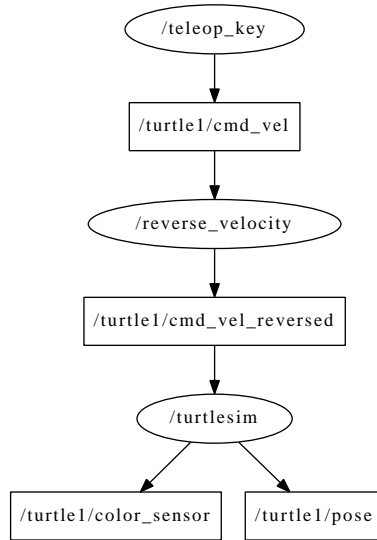 /teleop_key
/turtle1/cmd_vel
/reverse_velocity
/turtle1/cmd_vel_reversed
/turtlesim
/turtle1/color_sensor
/turtle1/pose